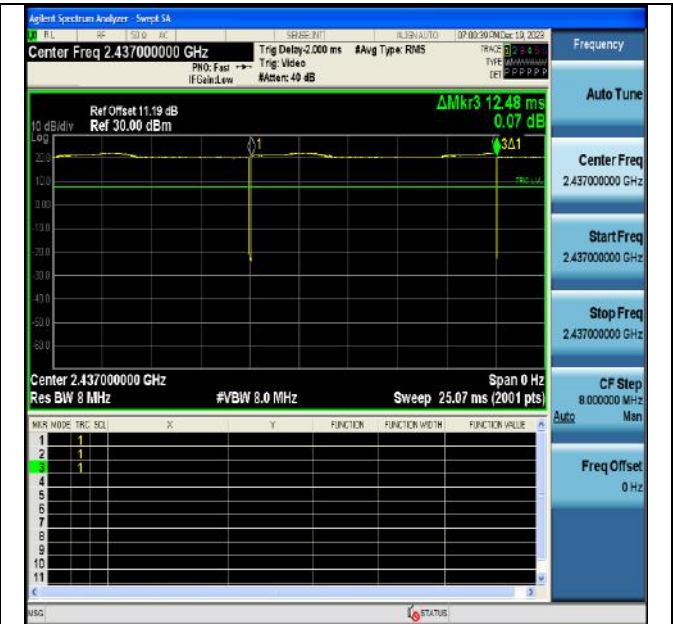 Agilent Spectrum Analyzer - Swept SA
RL RF 50 Ω AC SENSE:INT ALIGNAUTO 07:00:39 PM Dec 19, 2023
Center Freq 2.437000000 GHz Trig Delay-2.000 ms #Avg Type: RMS TRACE 1 2 3 4 5 6
PNO: Fast Trig: Video TYPE
IFGain:Low #Atten: 40 dB DET P P P P P P
Frequency
Auto Tune
Ref Offset 11.19 dB ΔMkr3 12.48 ms
10 dB/div Ref 30.00 dBm 0.07 dB
Log
1
3Δ1
20.0
10.0
TRIG LVL
0.00
-10.0
-20.0
-30.0
-40.0
-50.0
-60.0
Center 2.437000000 GHz Span 0 Hz
Res BW 8 MHz #VBW 8.0 MHz Sweep 25.07 ms (2001 pts)
Center Freq
2.437000000 GHz
Start Freq
2.437000000 GHz
Stop Freq
2.437000000 GHz
CF Step
8.000000 MHz
Auto Man
Freq Offset
0 Hz
MKR MODE TRC SCL X Y FUNCTION FUNCTION WIDTH FUNCTION VALUE
1 1
2 1
3 1
4
5
6
7
8
9
10
11
MSG STATUS